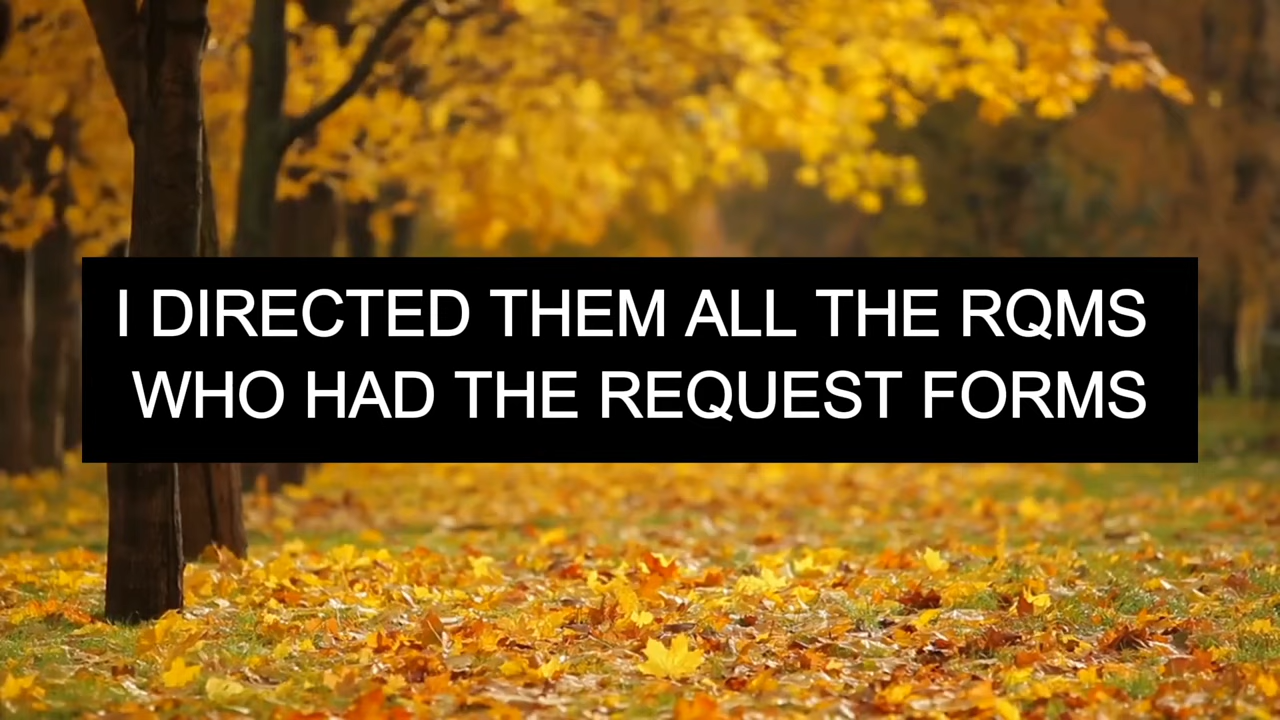 I DIRECTED THEM ALL THE RQMS
WHO HAD THE REQUEST FORMS